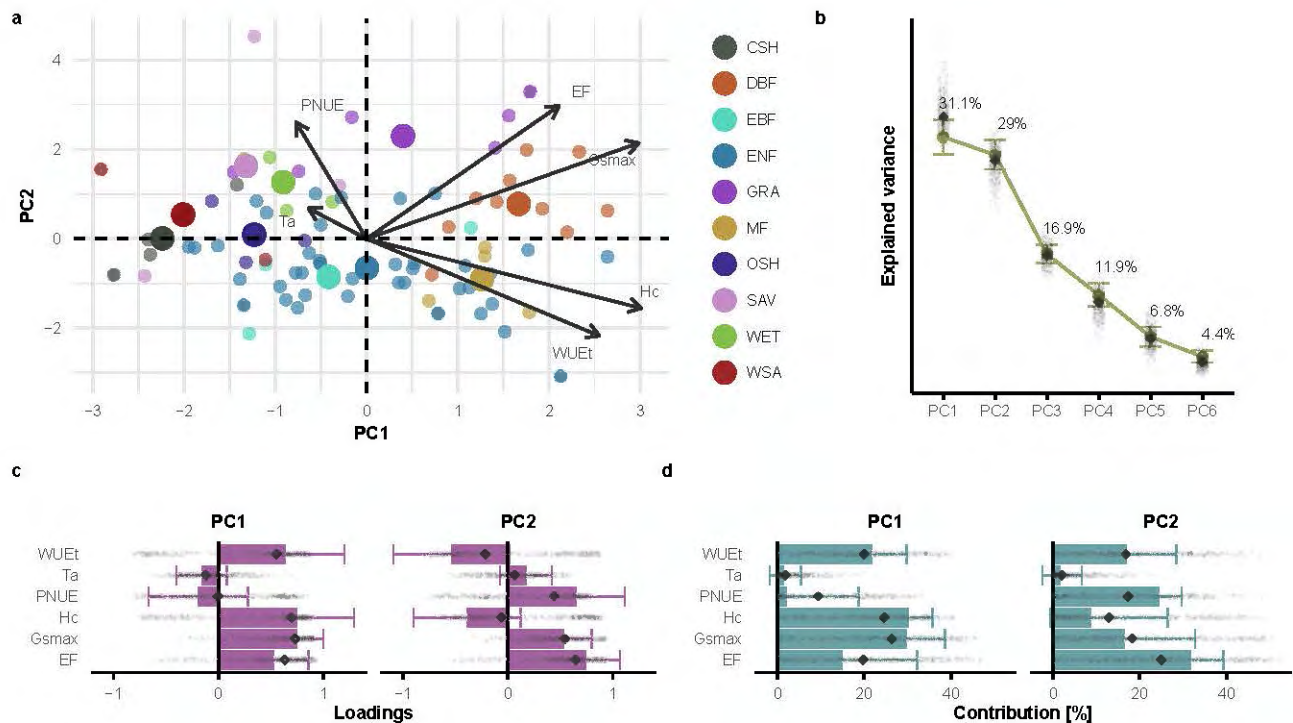 a
PC2
4
2
0
−2
−3
−2
−1
0
1
2
3
PC1
PNUE
EF
Gsmax
Ta
Hc
WUEt
CSH
DBF
EBF
ENF
GRA
MF
OSH
SAV
WET
WSA
b
Explained variance
31.1%
29%
16.9%
11.9%
6.8%
4.4%
PC1
PC2
PC3
PC4
PC5
PC6
c
PC1
PC2
WUEt
Ta
PNUE
Hc
Gsmax
EF
−1
0
1
−1
0
1
Loadings
d
PC1
PC2
WUEt
Ta
PNUE
Hc
Gsmax
EF
0
20
40
0
20
40
Contribution [%]